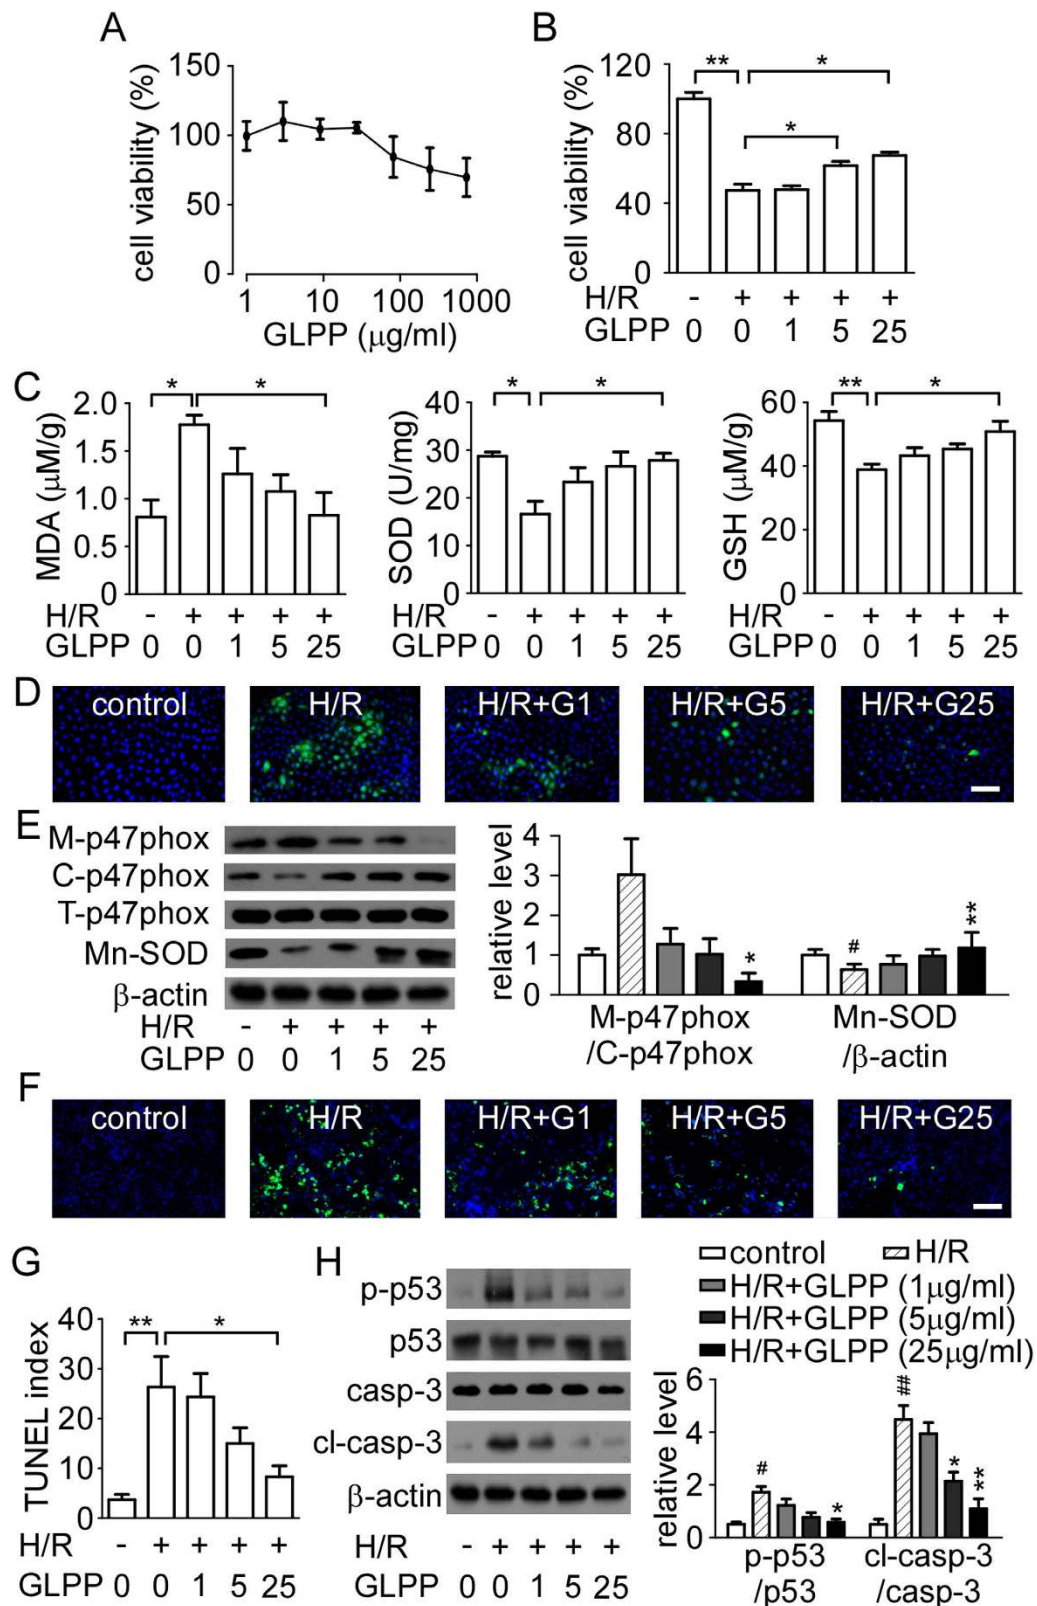 A
cell viability (%)
150
100
50
0
1 10 100 1000
GLPP (μg/ml)
B
cell viability (%)
120
80
40
0
** *
*
H/R - + + + +
GLPP 0 0 1 5 25
C
MDA (μM/g)
2.0
1.5
1.0
0.5
0
* *
H/R - + + + +
GLPP 0 0 1 5 25
SOD (U/mg)
40
30
20
10
0
* *
H/R - + + + +
GLPP 0 0 1 5 25
GSH (μM/g)
60
40
20
0
** *
H/R - + + + +
GLPP 0 0 1 5 25
D
control H/R H/R+G1 H/R+G5 H/R+G25
E
M-p47phox
C-p47phox
T-p47phox
Mn-SOD
β-actin
H/R - + + + +
GLPP 0 0 1 5 25
relative level
4
3
2
1
0
* # **
M-p47phox
/C-p47phox
Mn-SOD
/β-actin
F
control H/R H/R+G1 H/R+G5 H/R+G25
G
TUNEL index
40
30
20
10
0
** *
H/R - + + + +
GLPP 0 0 1 5 25
H
p-p53
p53
casp-3
cl-casp-3
β-actin
H/R - + + + +
GLPP 0 0 1 5 25
control H/R
H/R+GLPP (1μg/ml)
H/R+GLPP (5μg/ml)
H/R+GLPP (25μg/ml)
relative level
6
4
2
0
# * ## * **
p-p53
/p53
cl-casp-3
/casp-3